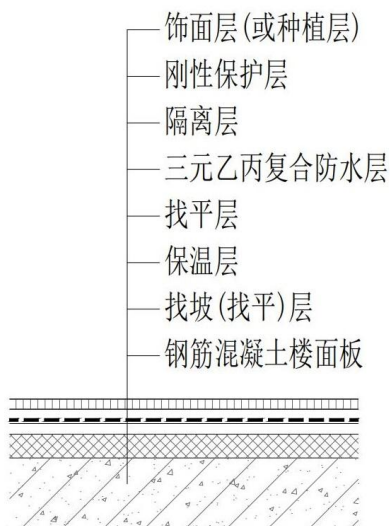 饰面层(或种植层)
刚性保护层
隔离层
三元乙丙复合防水层
找平层
保温层
找坡(找平)层
钢筋混凝土楼面板